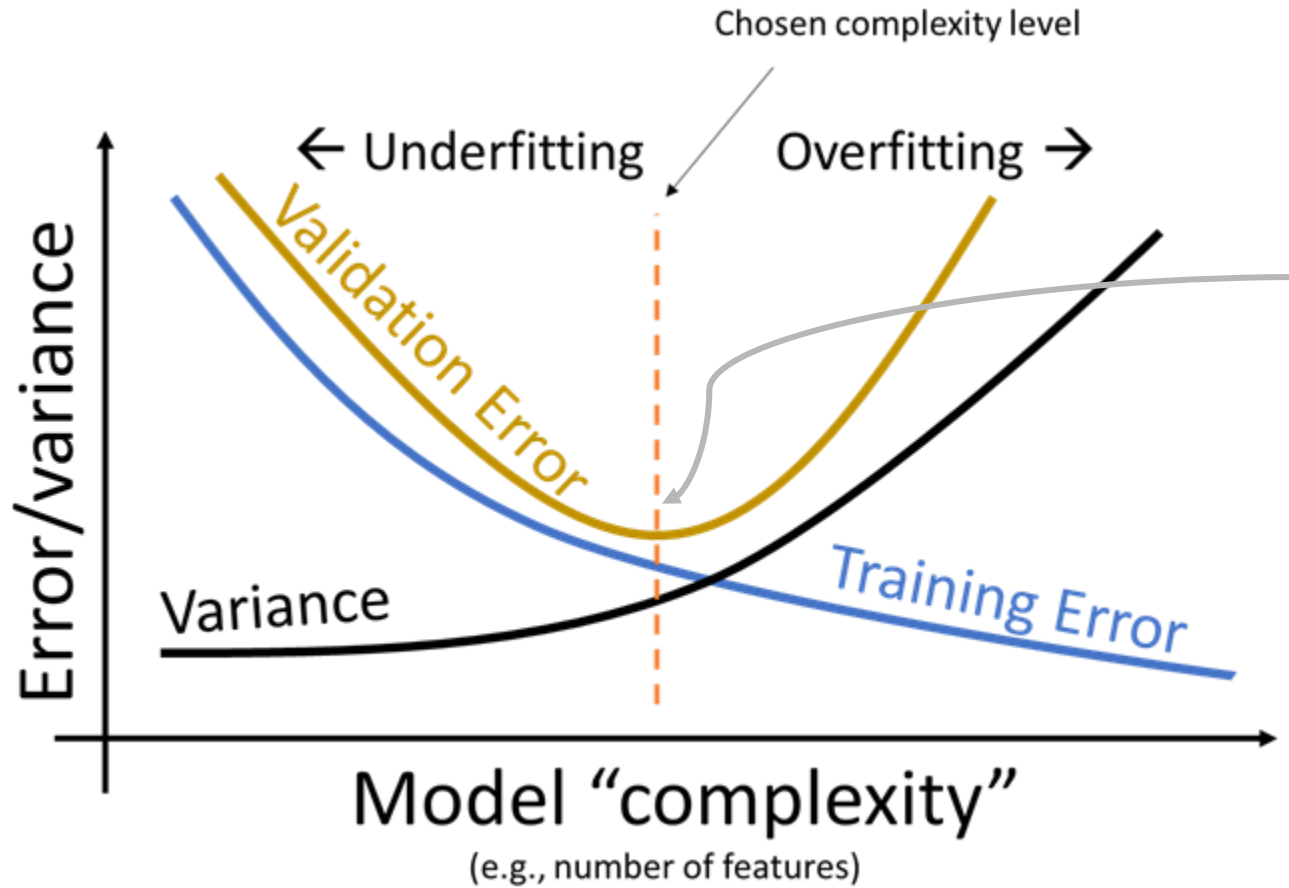 Chosen complexity level
← Underfitting
Overfitting →
Validation Error
Error/variance
Variance
Training Error
Model “complexity”
(e.g., number of features)